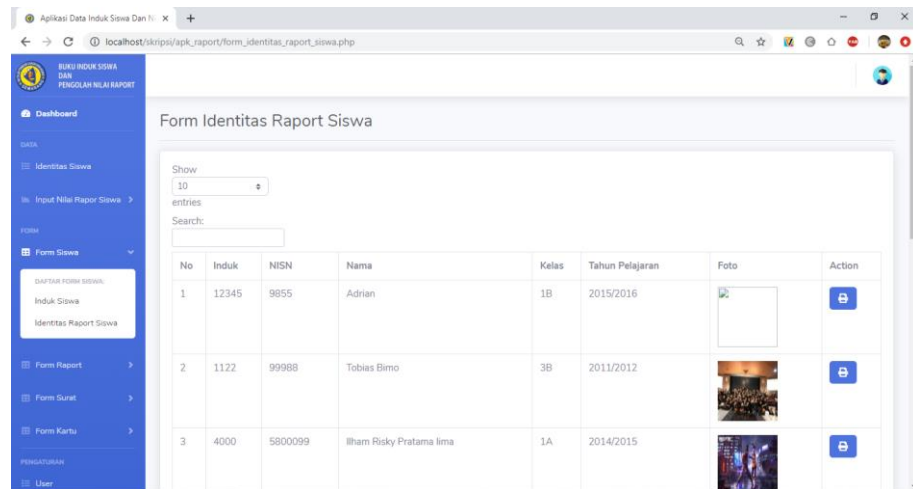 Aplikasi Data Induk Siswa Dan N
localhost/skripsi/apk_raport/form_identitas_raport_siswa.php
BUKU INDUK SISWA
DAN
PENGOLAH NILAI RAPORT
Dashboard
DATA
Identitas Siswa
Input Nilai Rapor Siswa
FORM
Form Siswa
DAFTAR FORM SISWA:
Induk Siswa
Identitas Raport Siswa
Form Raport
Form Surat
Form Kartu
PENGATURAN
User
Form Identitas Raport Siswa
Show
10
entries
Search:
No Induk NISN Nama Kelas Tahun Pelajaran Foto Action
1 12345 9855 Adrian 1B 2015/2016
2 1122 99988 Tobias Bimo 3B 2011/2012
3 4000 5800099 Ilham Risky Pratama lima 1A 2014/2015